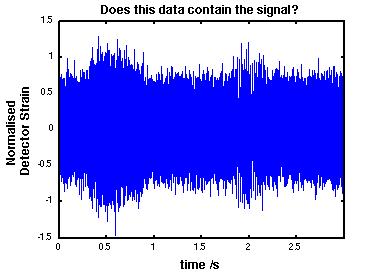 Does this data contain the signal?
1.5
1
0.5
0
-0.5
-1
-1.5
Normalised
Detector Strain
0 0.5 1 1.5 2 2.5
time /s